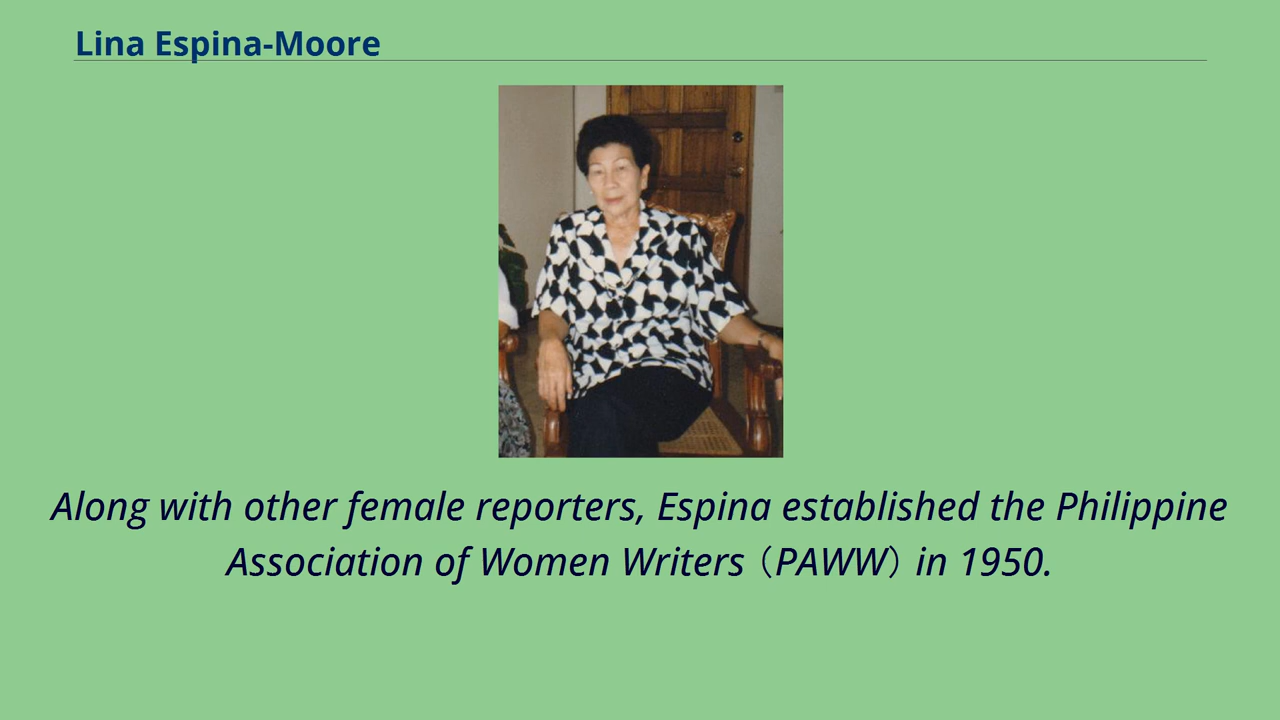 Lina Espina-Moore
Along with other female reporters, Espina established the Philippine
Association of Women Writers（PAWW）in 1950.